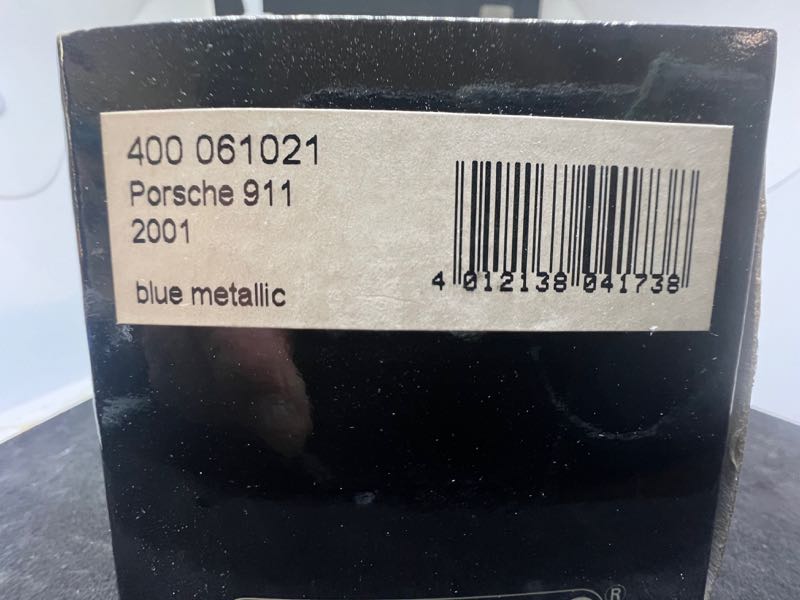 400 061021
Porsche 911
2001
blue metallic
4 012138 041738
®